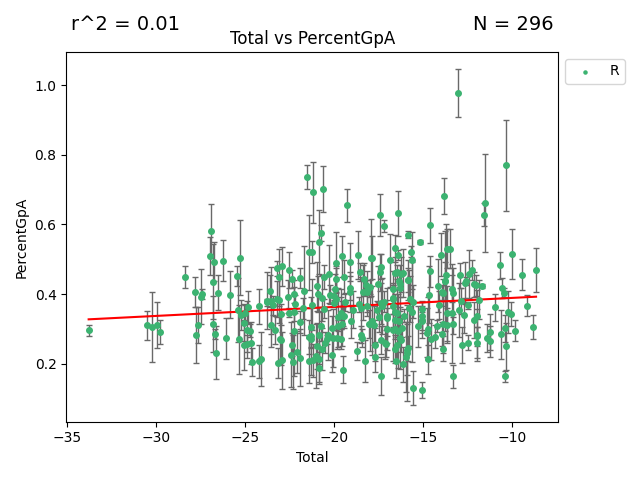 r^2 = 0.01
N = 296
Total vs PercentGpA
R
PercentGpA
1.0
0.8
0.6
0.4
0.2
−35
−30
−25
−20
−15
−10
Total